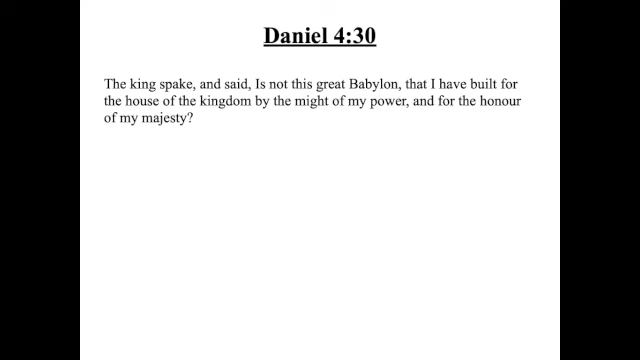 Daniel 4:30
The king spake, and said, Is not this great Babylon, that I have built for
the house of the kingdom by the might of my power, and for the honour
of my majesty?